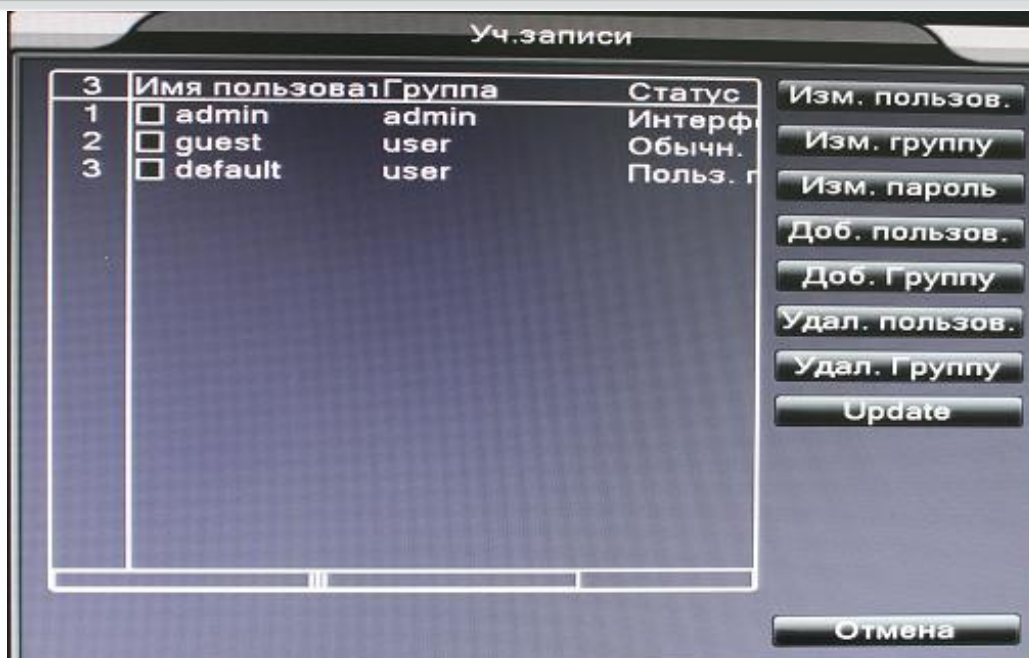 Уч.записи
3 Имя пользоват Группа Статус
1 admin admin Интерф
2 guest user Обычн.
3 default user Польз. г
Изм. пользов.
Изм. группу
Изм. пароль
Доб. пользов.
Доб. Группу
Удал. пользов.
Удал. Группу
Update
Отмена